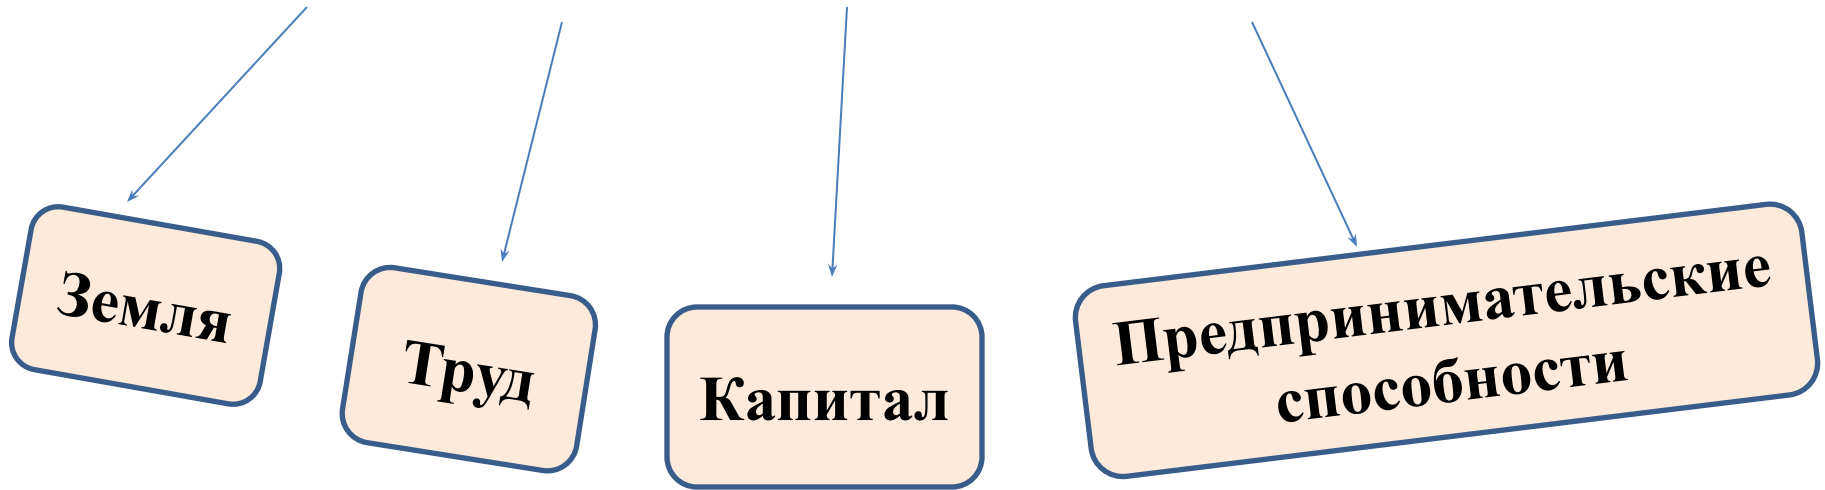 Земля
Труд
Капитал
Предпринимательские
способности